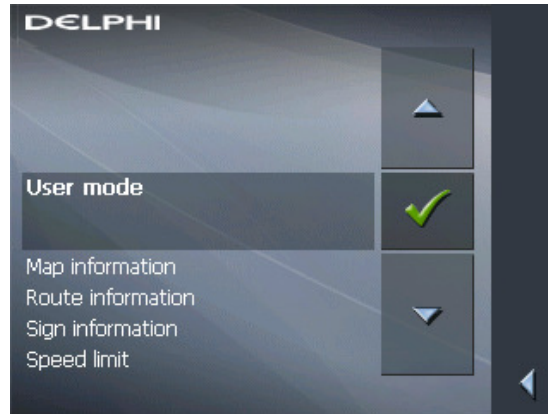 DELPHI
User mode
Map information
Route information
Sign information
Speed limit